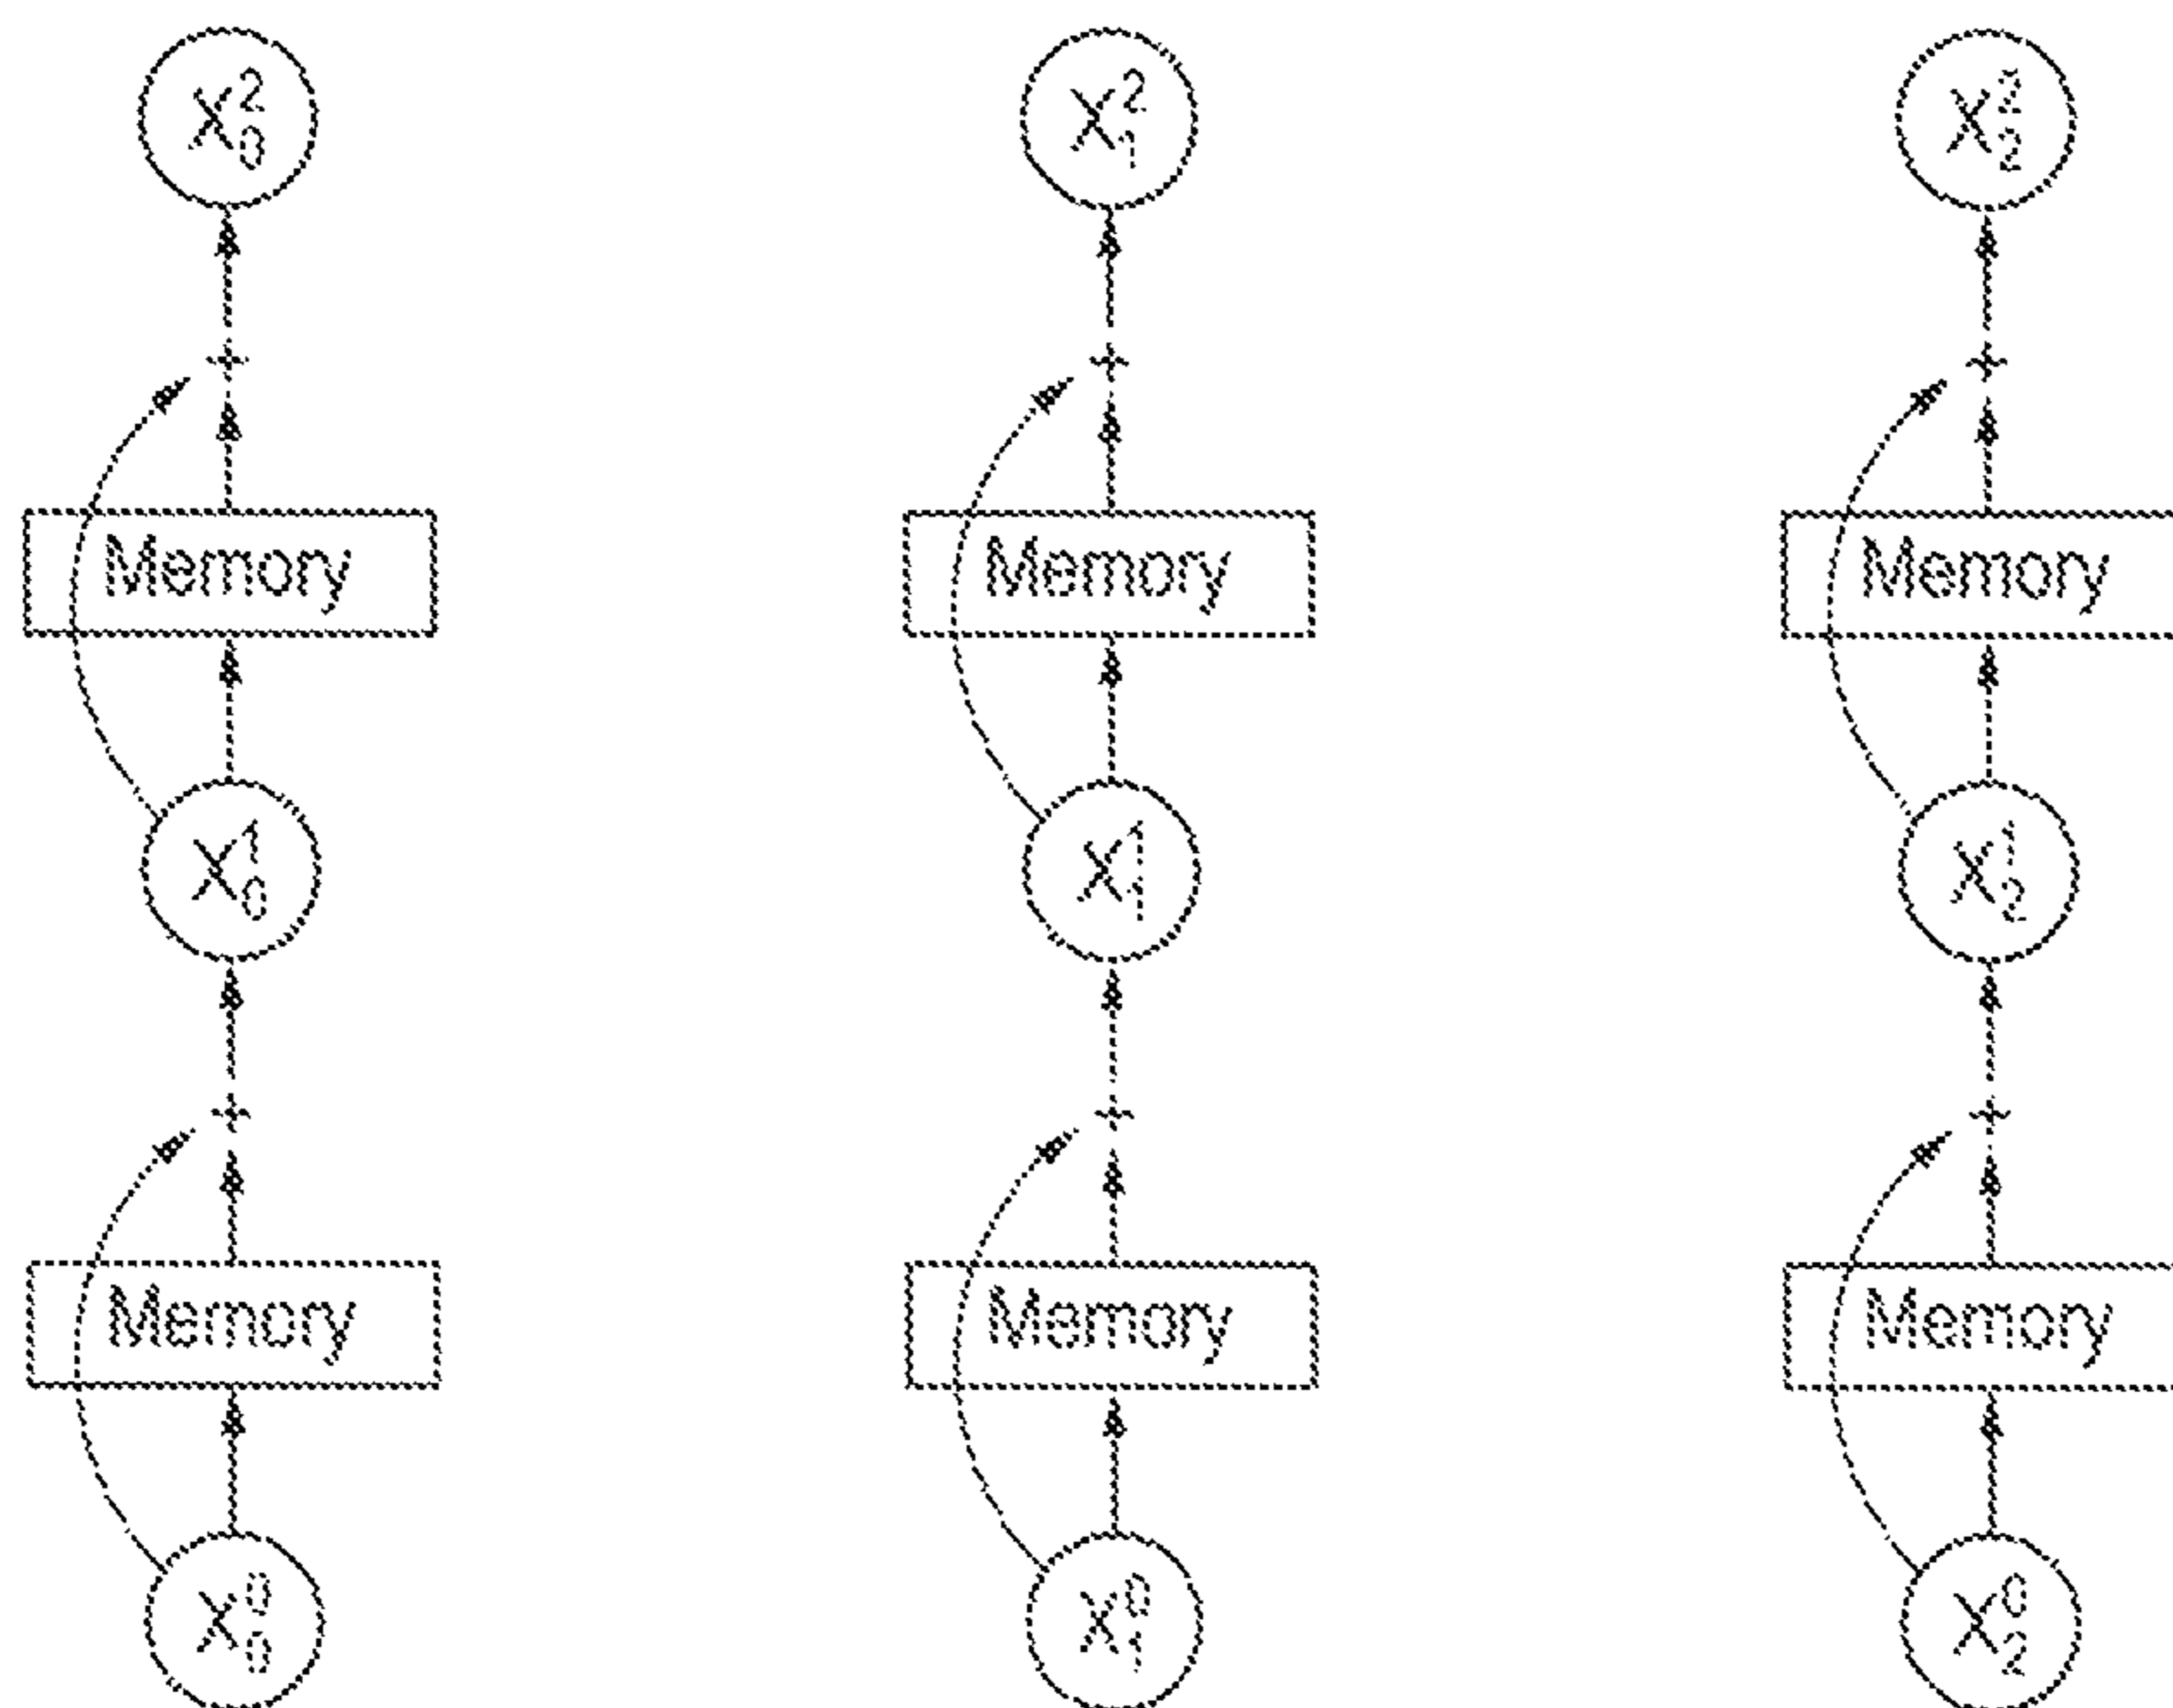 X²₀ X²₁ X²₂
+ + +
Memory Memory Memory
X¹₀ X¹₁ X¹₂
+ + +
Memory Memory Memory
X⁰₀ X⁰₁ X⁰₂